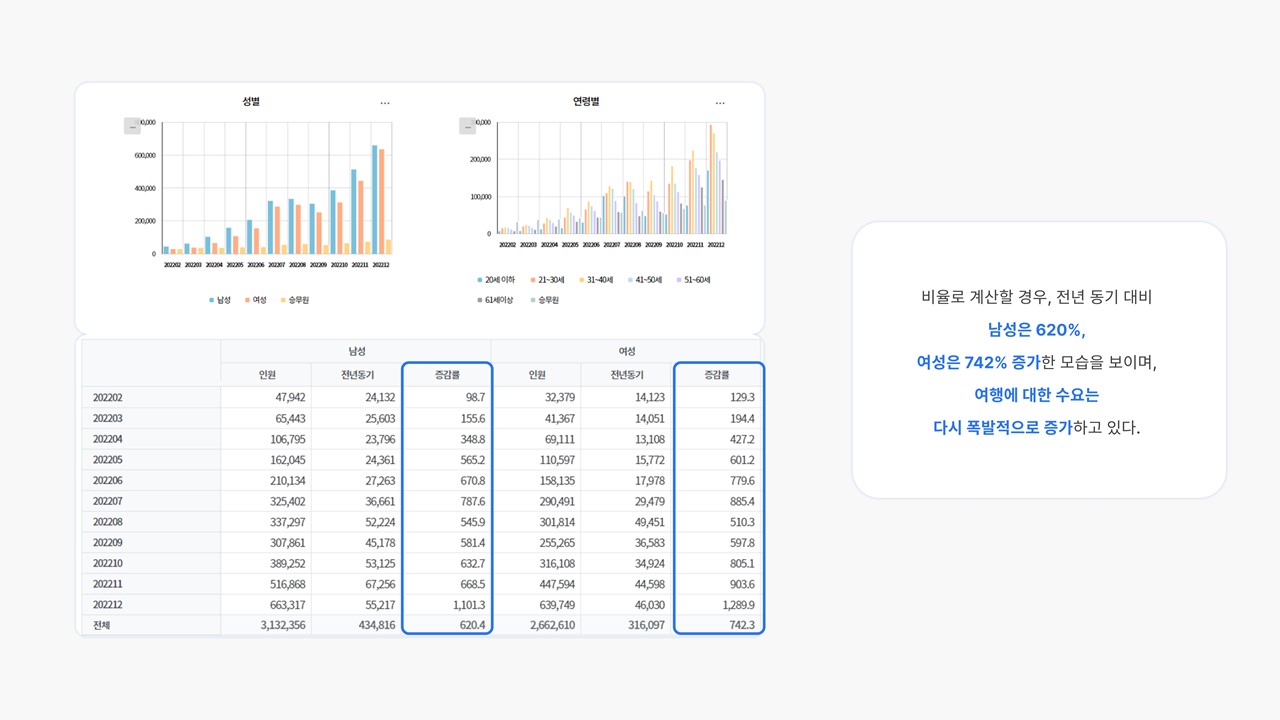 성별
...
00,000
600,000
400,000
200,000
0
202202 202203 202204 202205 202206 202207 202208 202209 202210 202211 202212
남성 여성 승무원
연령별
...
00,000
200,000
100,000
0
202202 202203 202204 202205 202206 202207 202208 202209 202210 202211 202212
20세 이하 21~30세 31~40세 41~50세 51~60세
61세이상 승무원
남성 여성
인원 전년동기 증감률 인원 전년동기 증감률
202202 47,942 24,132 98.7 32,379 14,123 129.3
202203 65,443 25,603 155.6 41,367 14,051 194.4
202204 106,795 23,796 348.8 69,111 13,108 427.2
202205 162,045 24,361 565.2 110,597 15,772 601.2
202206 210,134 27,263 670.8 158,135 17,978 779.6
202207 325,402 36,661 787.6 290,491 29,479 885.4
202208 337,297 52,224 545.9 301,814 49,451 510.3
202209 307,861 45,178 581.4 255,265 36,583 597.8
202210 389,252 53,125 632.7 316,108 34,924 805.1
202211 516,868 67,256 668.5 447,594 44,598 903.6
202212 663,317 55,217 1,101.3 639,749 46,030 1,289.9
전체 3,132,356 434,816 620.4 2,662,610 316,097 742.3
비율로 계산할 경우, 전년 동기 대비
남성은 620%,
여성은 742% 증가한 모습을 보이며,
여행에 대한 수요는
다시 폭발적으로 증가하고 있다.